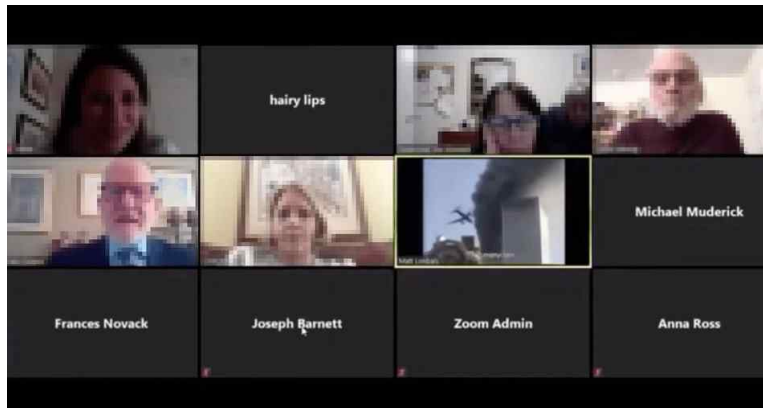 hairy lips
Michael Muderick
Frances Novack
Joseph Barnett
Zoom Admin
Anna Ross